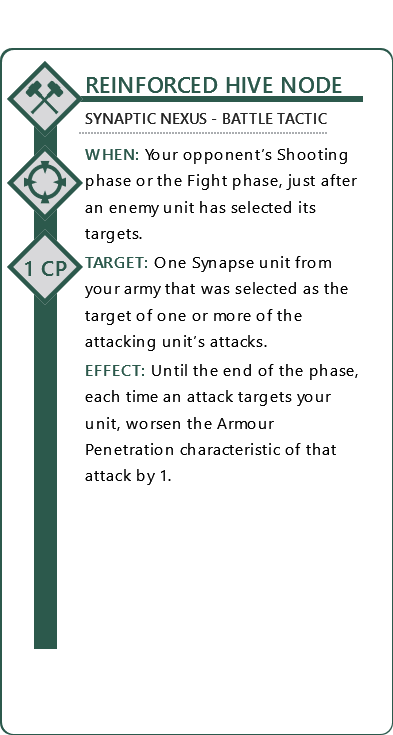 REINFORCED HIVE NODE
SYNAPTIC NEXUS - BATTLE TACTIC
WHEN: Your opponent's Shooting
phase or the Fight phase, just after
an enemy unit has selected its
targets.
1 CP
TARGET: One Synapse unit from
your army that was selected as the
target of one or more of the
attacking unit's attacks.
EFFECT: Until the end of the phase,
each time an attack targets your
unit, worsen the Armour
Penetration characteristic of that
attack by 1.